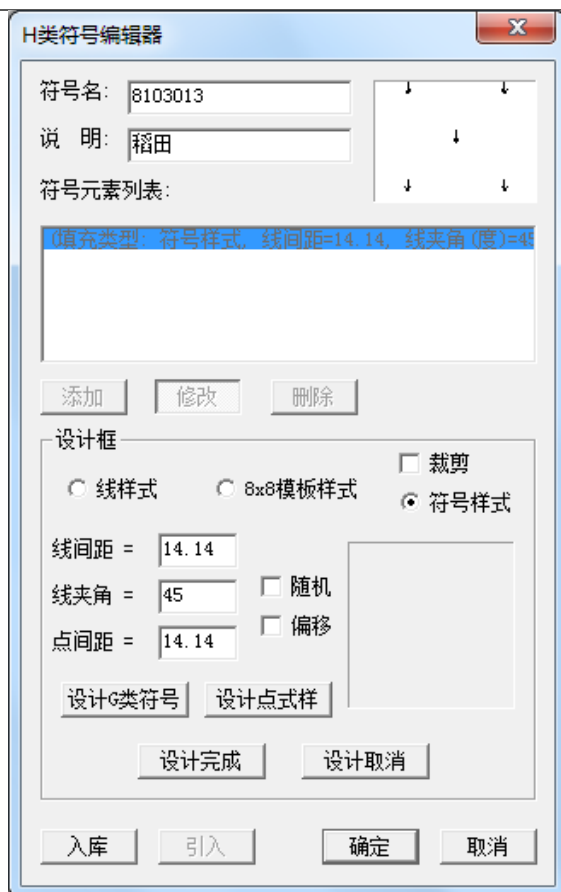 H类符号编辑器
符号名: 8103013
说 明: 稻田
符号元素列表:
(填充类型: 符号样式, 线间距=14.14, 线夹角(度)=45
添加 修改 删除
设计框
裁剪
线样式 8x8模板样式 符号样式
线间距 = 14.14
线夹角 = 45 随机
点间距 = 14.14 偏移
设计G类符号 设计点式样
设计完成 设计取消
入库 引入 确定 取消